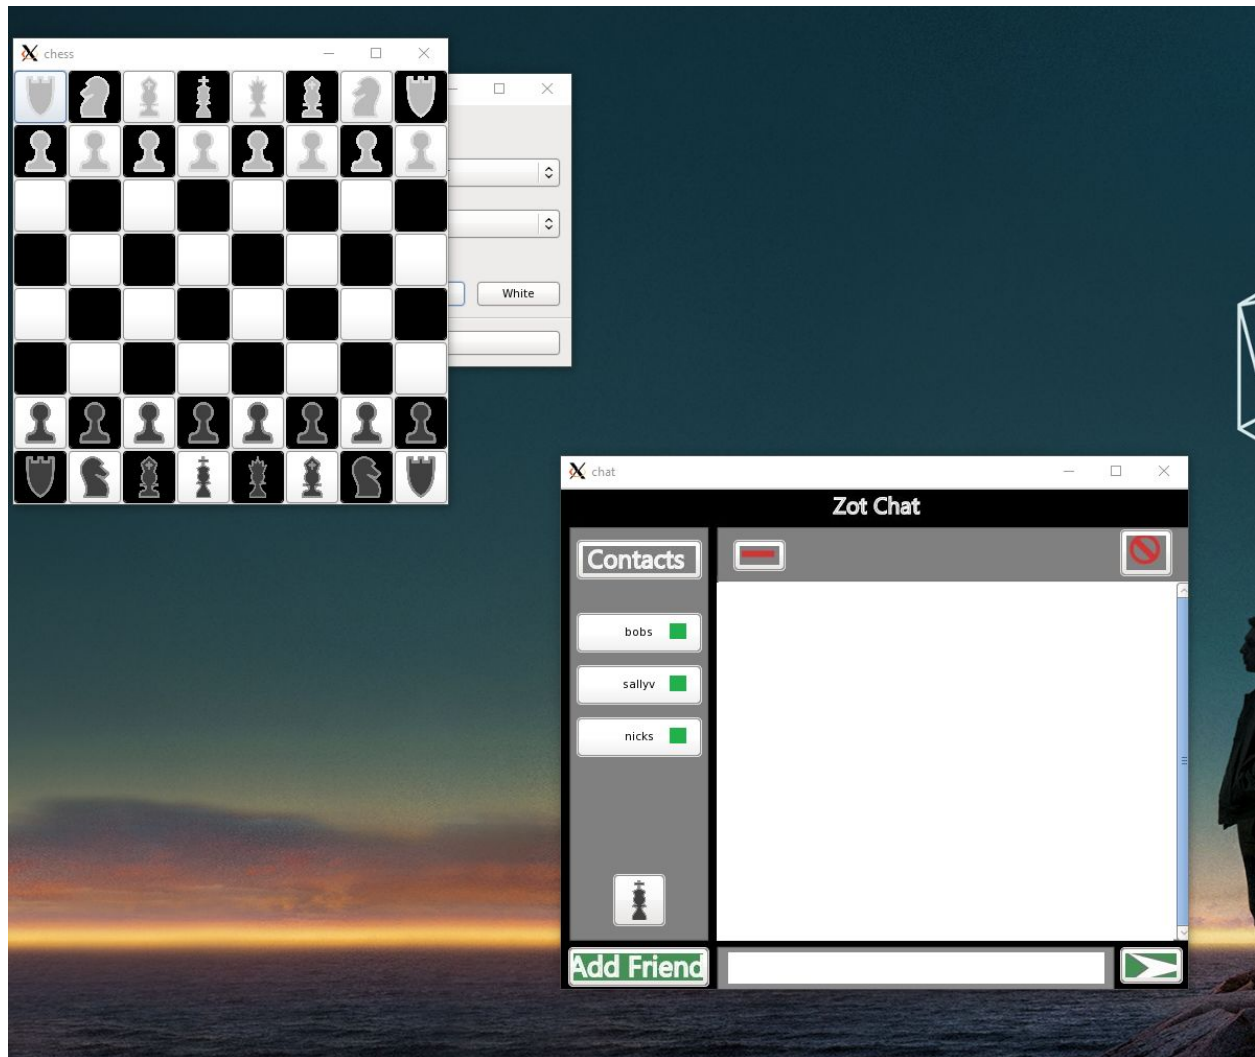 chess
White
chat
Zot Chat
Contacts
bobs
sallyv
nicks
Add Friend